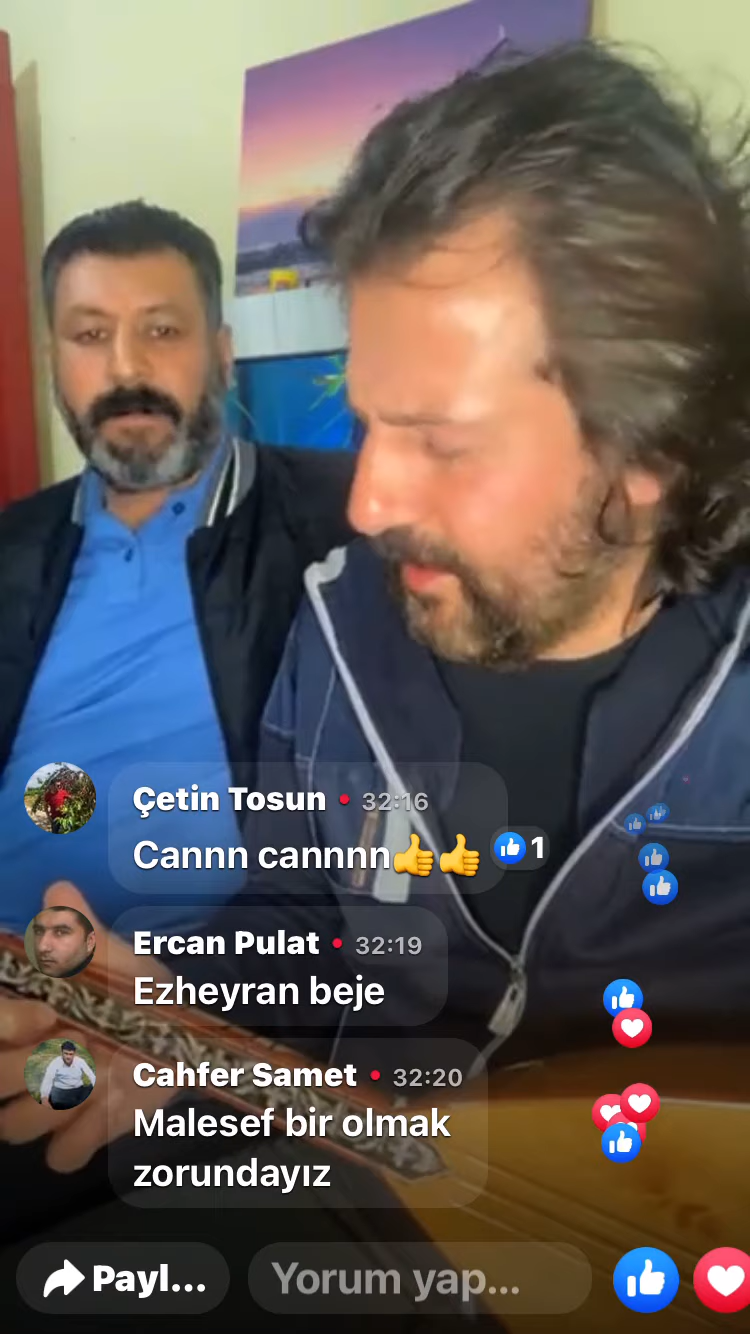 Çetin Tosun • 32:16
Cannn cannnn👍👍 1
Ercan Pulat • 32:19
Ezheyran beje
Cahfer Samet • 32:20
Malesef bir olmak
zorundayız
Payl... Yorum yap...